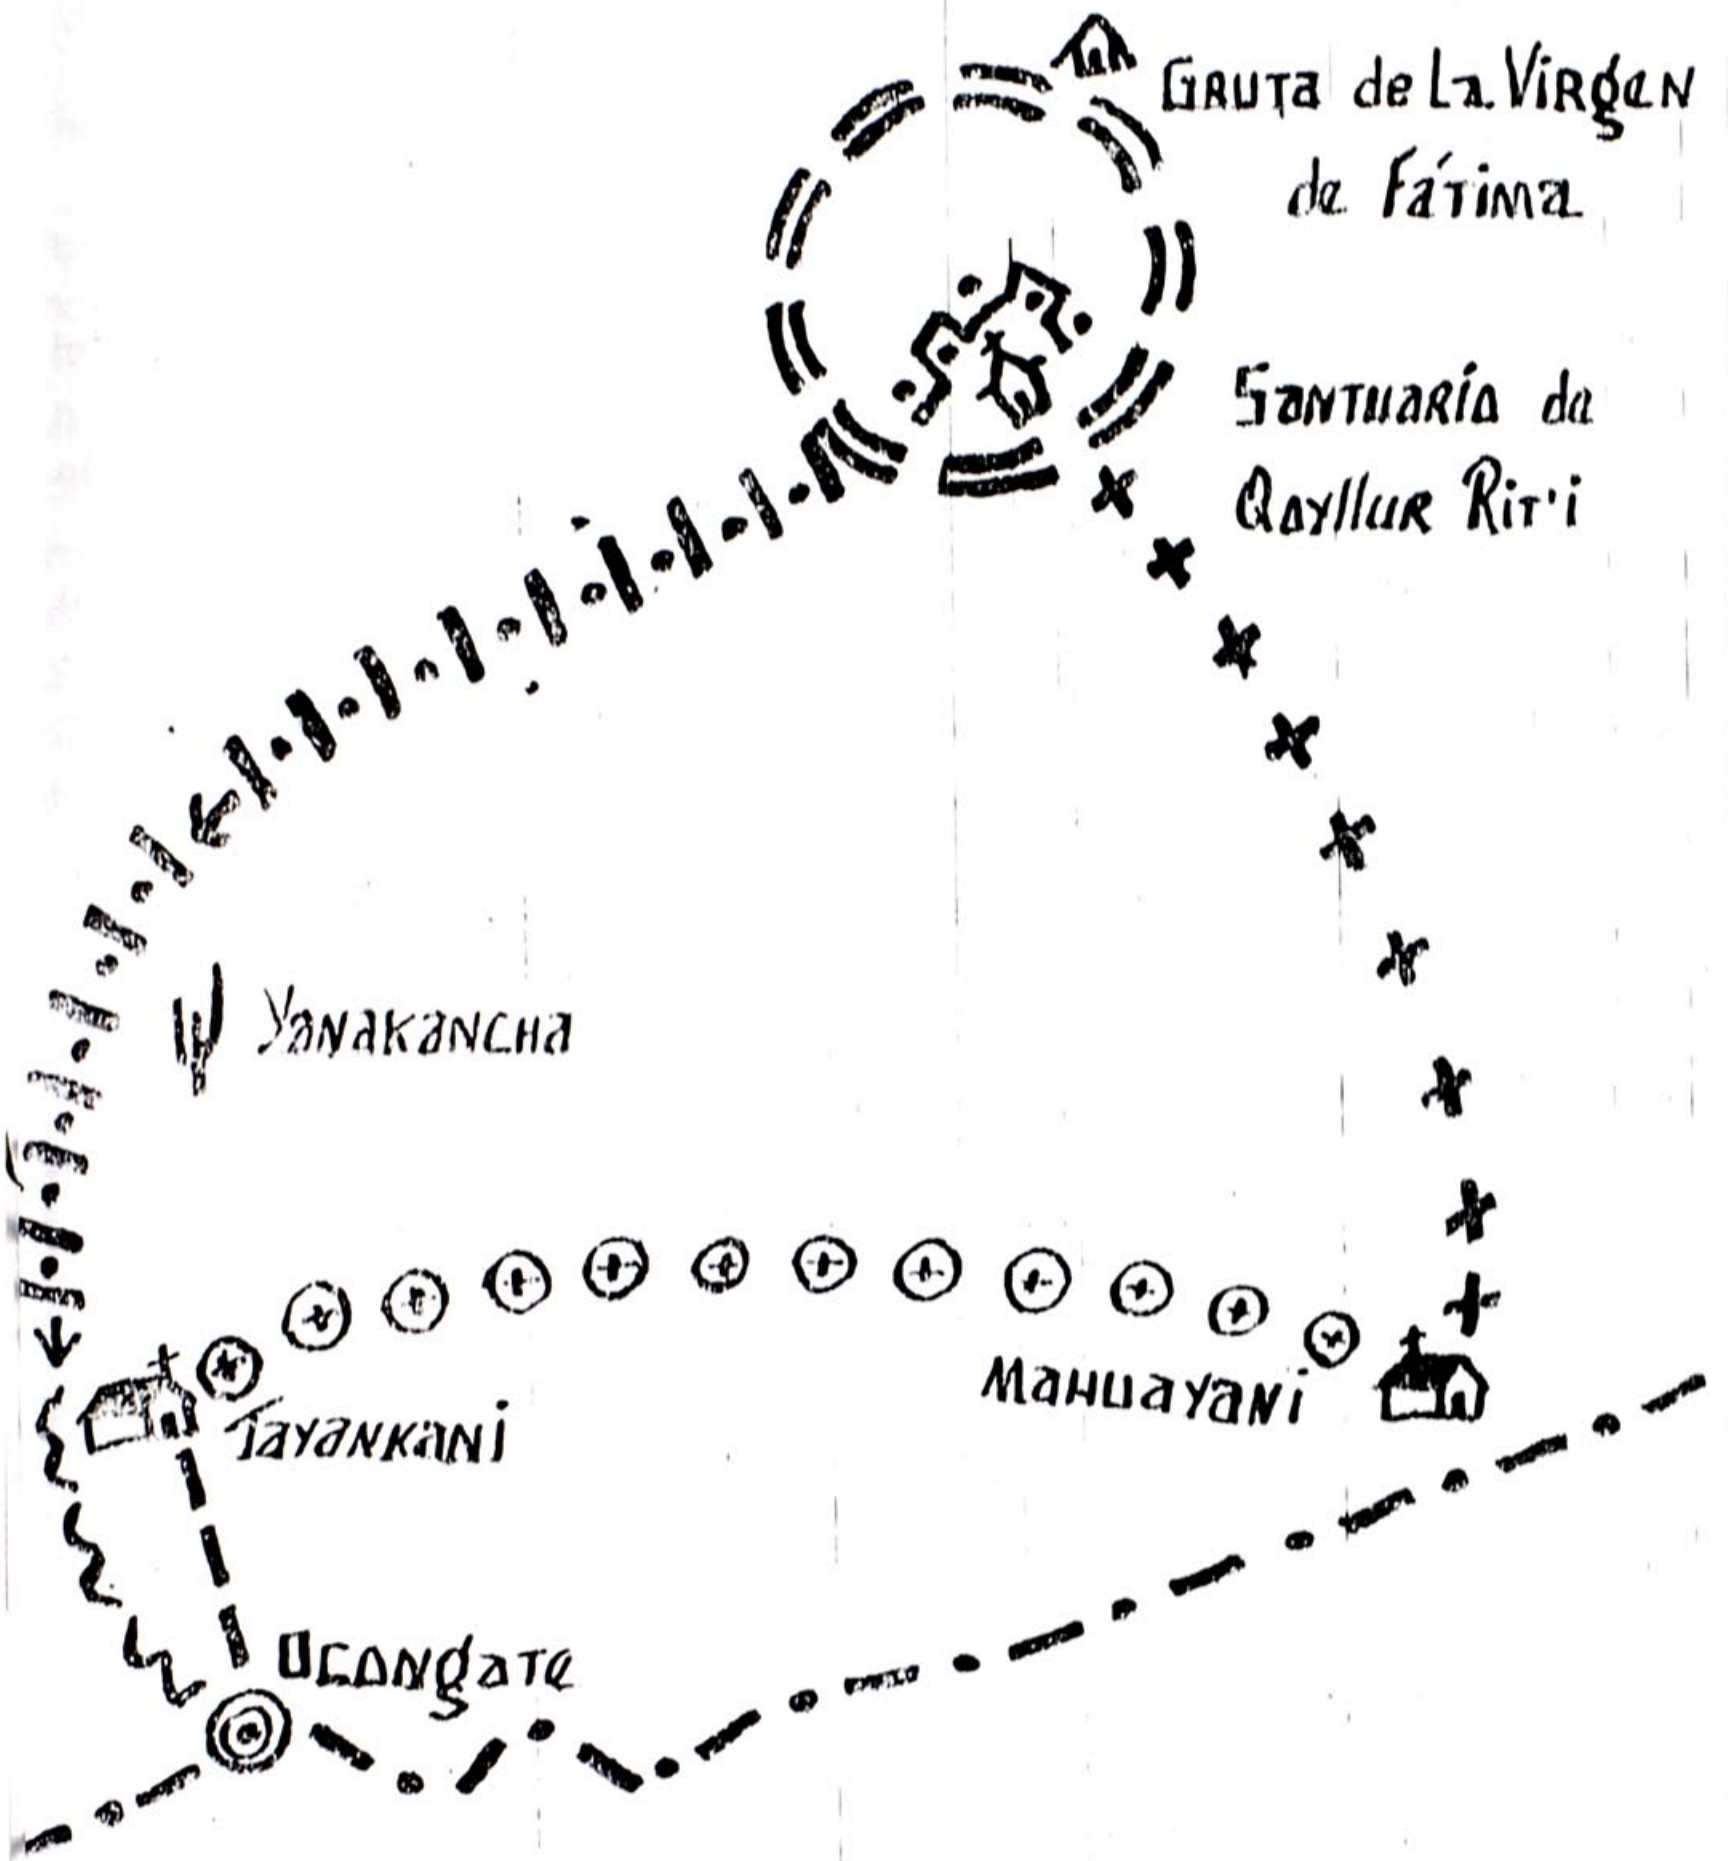 Gruta de La Virgen
de Fátima
Santuario de
Qoyllur Rit'i
Yanakancha
Mahuayani
Tayankani
Ocongate